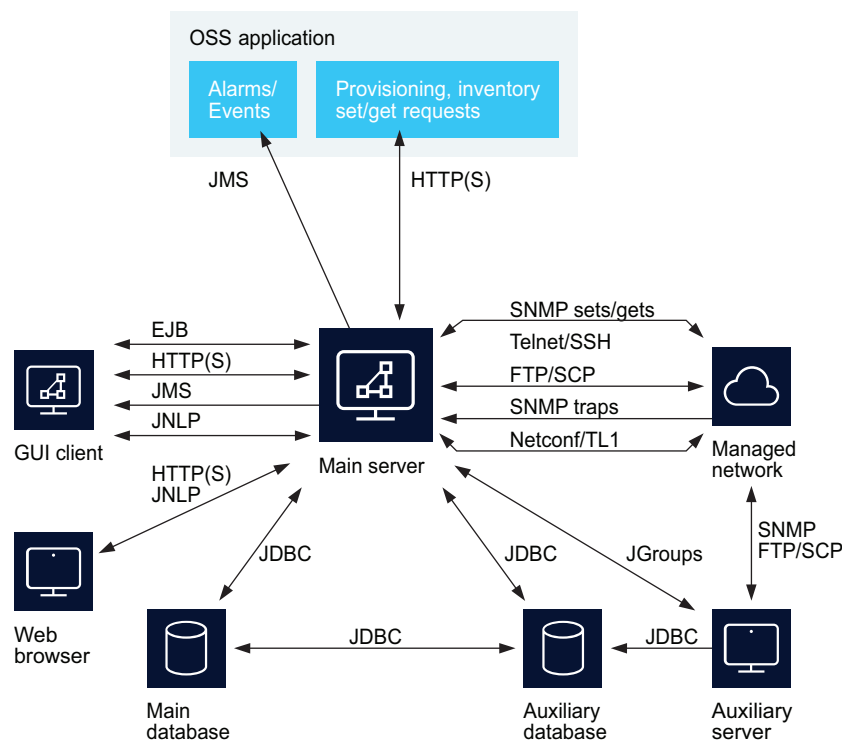 OSS application
Alarms/
Events
Provisioning, inventory
set/get requests
JMS
HTTP(S)
EJB
HTTP(S)
JMS
JNLP
GUI client
Main server
SNMP sets/gets
Telnet/SSH
FTP/SCP
SNMP traps
Netconf/TL1
Managed
network
HTTP(S)
JNLP
JDBC
JDBC
JGroups
SNMP
FTP/SCP
Web
browser
JDBC
JDBC
Main
database
Auxiliary
database
Auxiliary
server